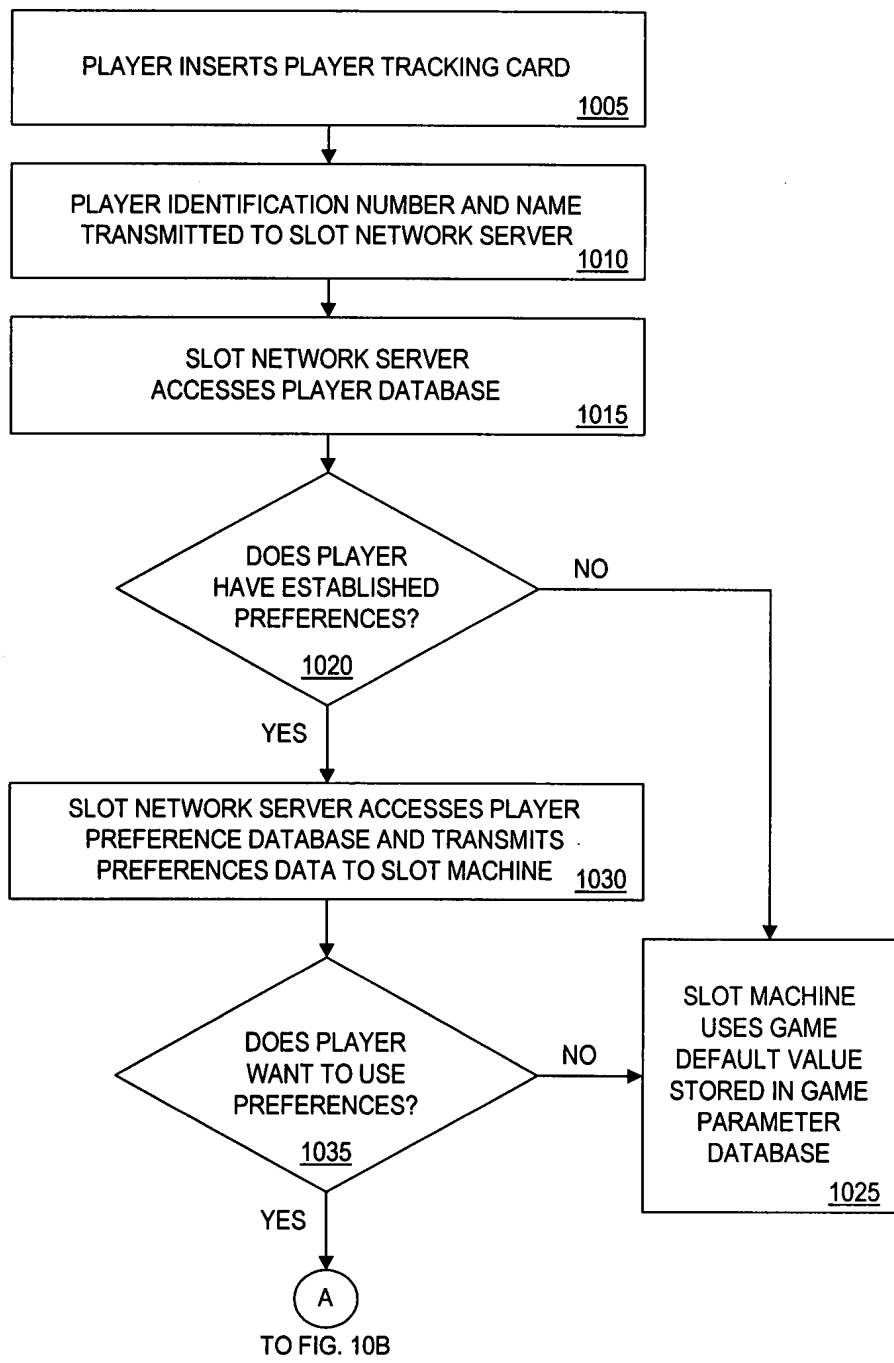 PLAYER INSERTS PLAYER TRACKING CARD
1005
PLAYER IDENTIFICATION NUMBER AND NAME
TRANSMITTED TO SLOT NETWORK SERVER
1010
SLOT NETWORK SERVER
ACCESSES PLAYER DATABASE
1015
DOES PLAYER
HAVE ESTABLISHED
PREFERENCES?
1020
NO
YES
SLOT NETWORK SERVER ACCESSES PLAYER
PREFERENCE DATABASE AND TRANSMITS
PREFERENCES DATA TO SLOT MACHINE
1030
DOES PLAYER
WANT TO USE
PREFERENCES?
1035
NO
YES
SLOT MACHINE
USES GAME
DEFAULT VALUE
STORED IN GAME
PARAMETER
DATABASE
1025
A
TO FIG. 10B